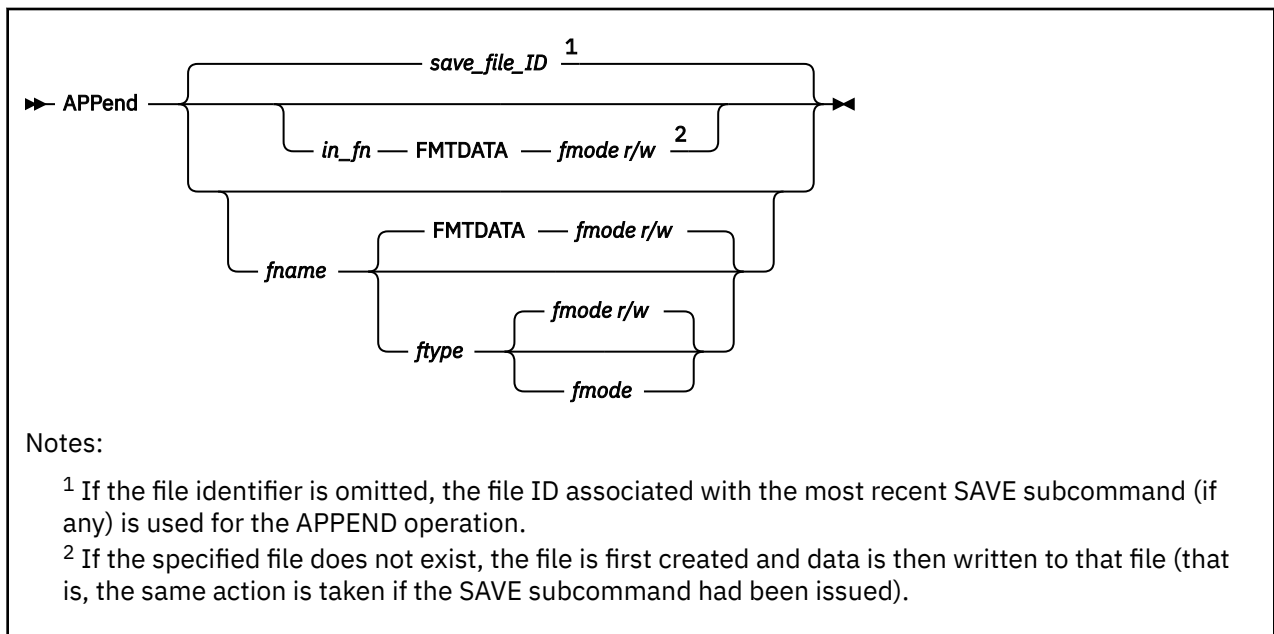 save_file_ID 1
APPend
in_fn FMTDATA fmode r/w 2
FMTDATA fmode r/w
fname
fmode r/w
ftype
fmode
Notes:
1 If the file identifier is omitted, the file ID associated with the most recent SAVE subcommand (if
any) is used for the APPEND operation.
2 If the specified file does not exist, the file is first created and data is then written to that file (that
is, the same action is taken if the SAVE subcommand had been issued).